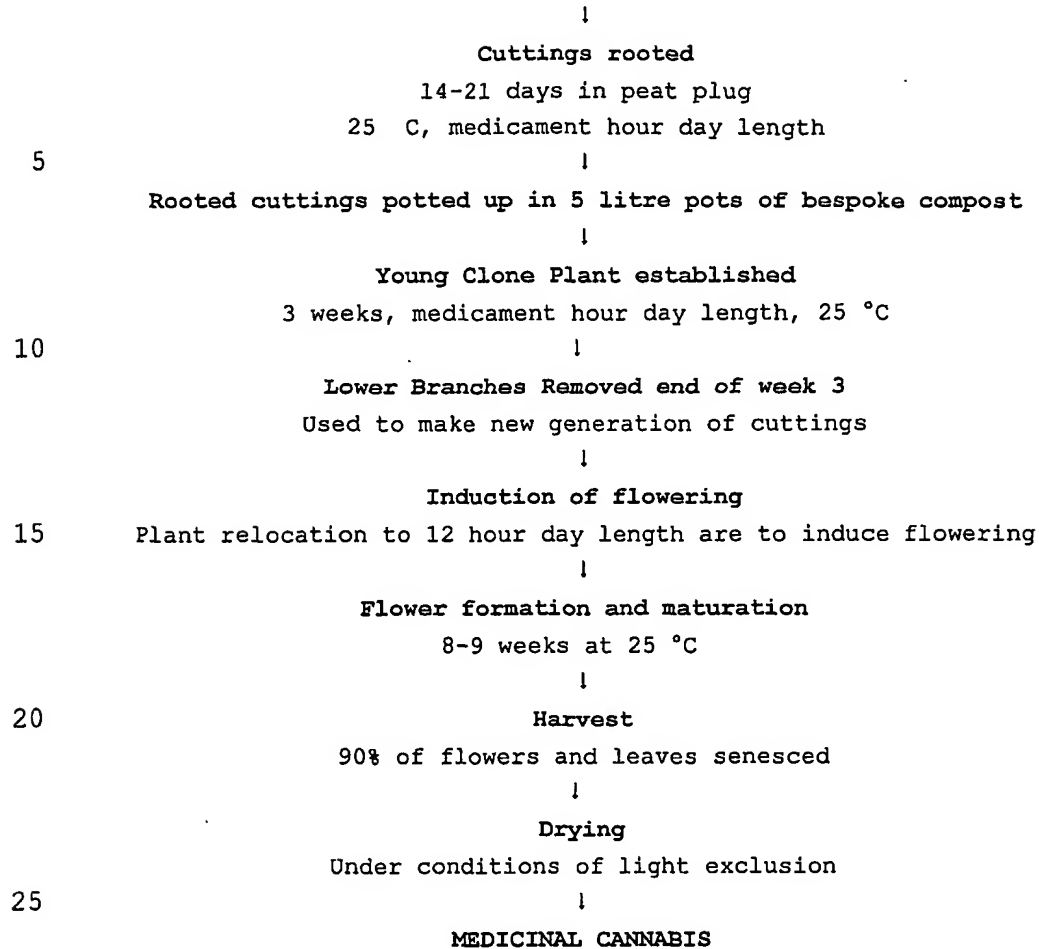 ↓
Cuttings rooted
14-21 days in peat plug
25 C, medicament hour day length
5 ↓
Rooted cuttings potted up in 5 litre pots of bespoke compost
↓
Young Clone Plant established
3 weeks, medicament hour day length, 25 °C
10 ↓
Lower Branches Removed end of week 3
Used to make new generation of cuttings
↓
Induction of flowering
15 Plant relocation to 12 hour day length are to induce flowering
↓
Flower formation and maturation
8-9 weeks at 25 °C
↓
20 Harvest
90% of flowers and leaves senesced
↓
Drying
Under conditions of light exclusion
25 ↓
MEDICINAL CANNABIS